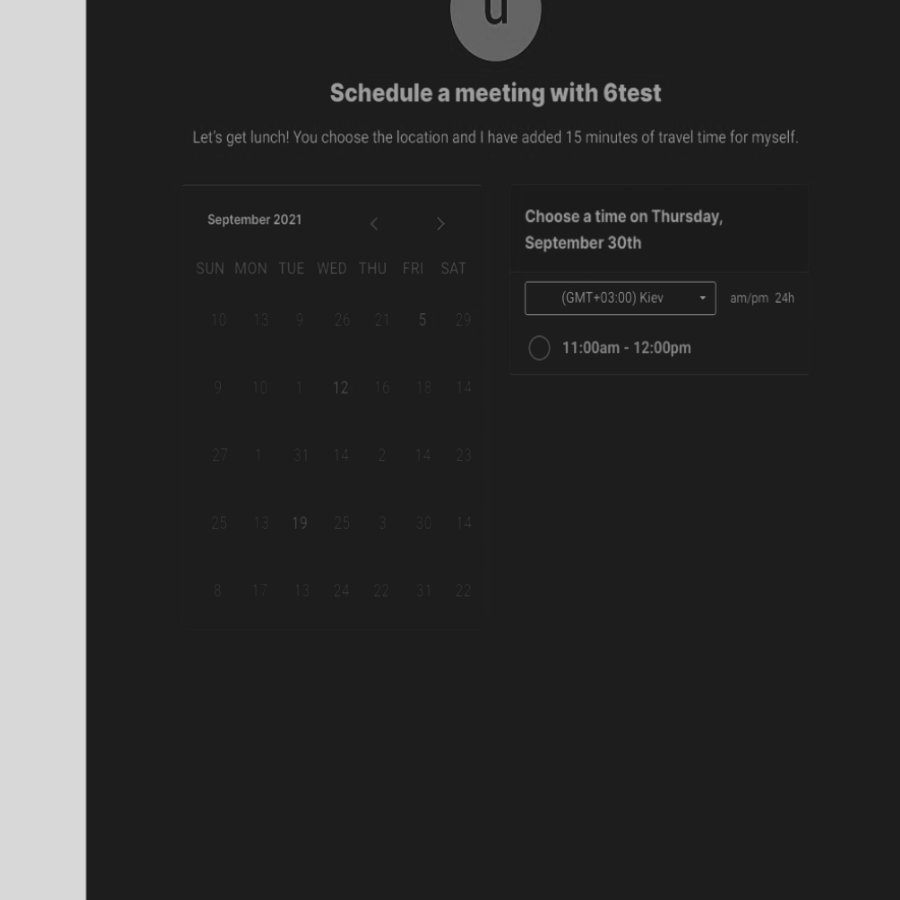 u
Schedule a meeting with 6test
Let's get lunch! You choose the location and I have added 15 minutes of travel time for myself.
September 2021
SUN MON TUE WED THU FRI SAT
10 13 9 26 21 5 29
9 10 1 12 16 18 14
27 1 31 14 2 14 23
25 13 19 25 3 30 14
8 17 13 24 22 31 22
Choose a time on Thursday,
September 30th
(GMT+03:00) Kiev am/pm 24h
11:00am - 12:00pm